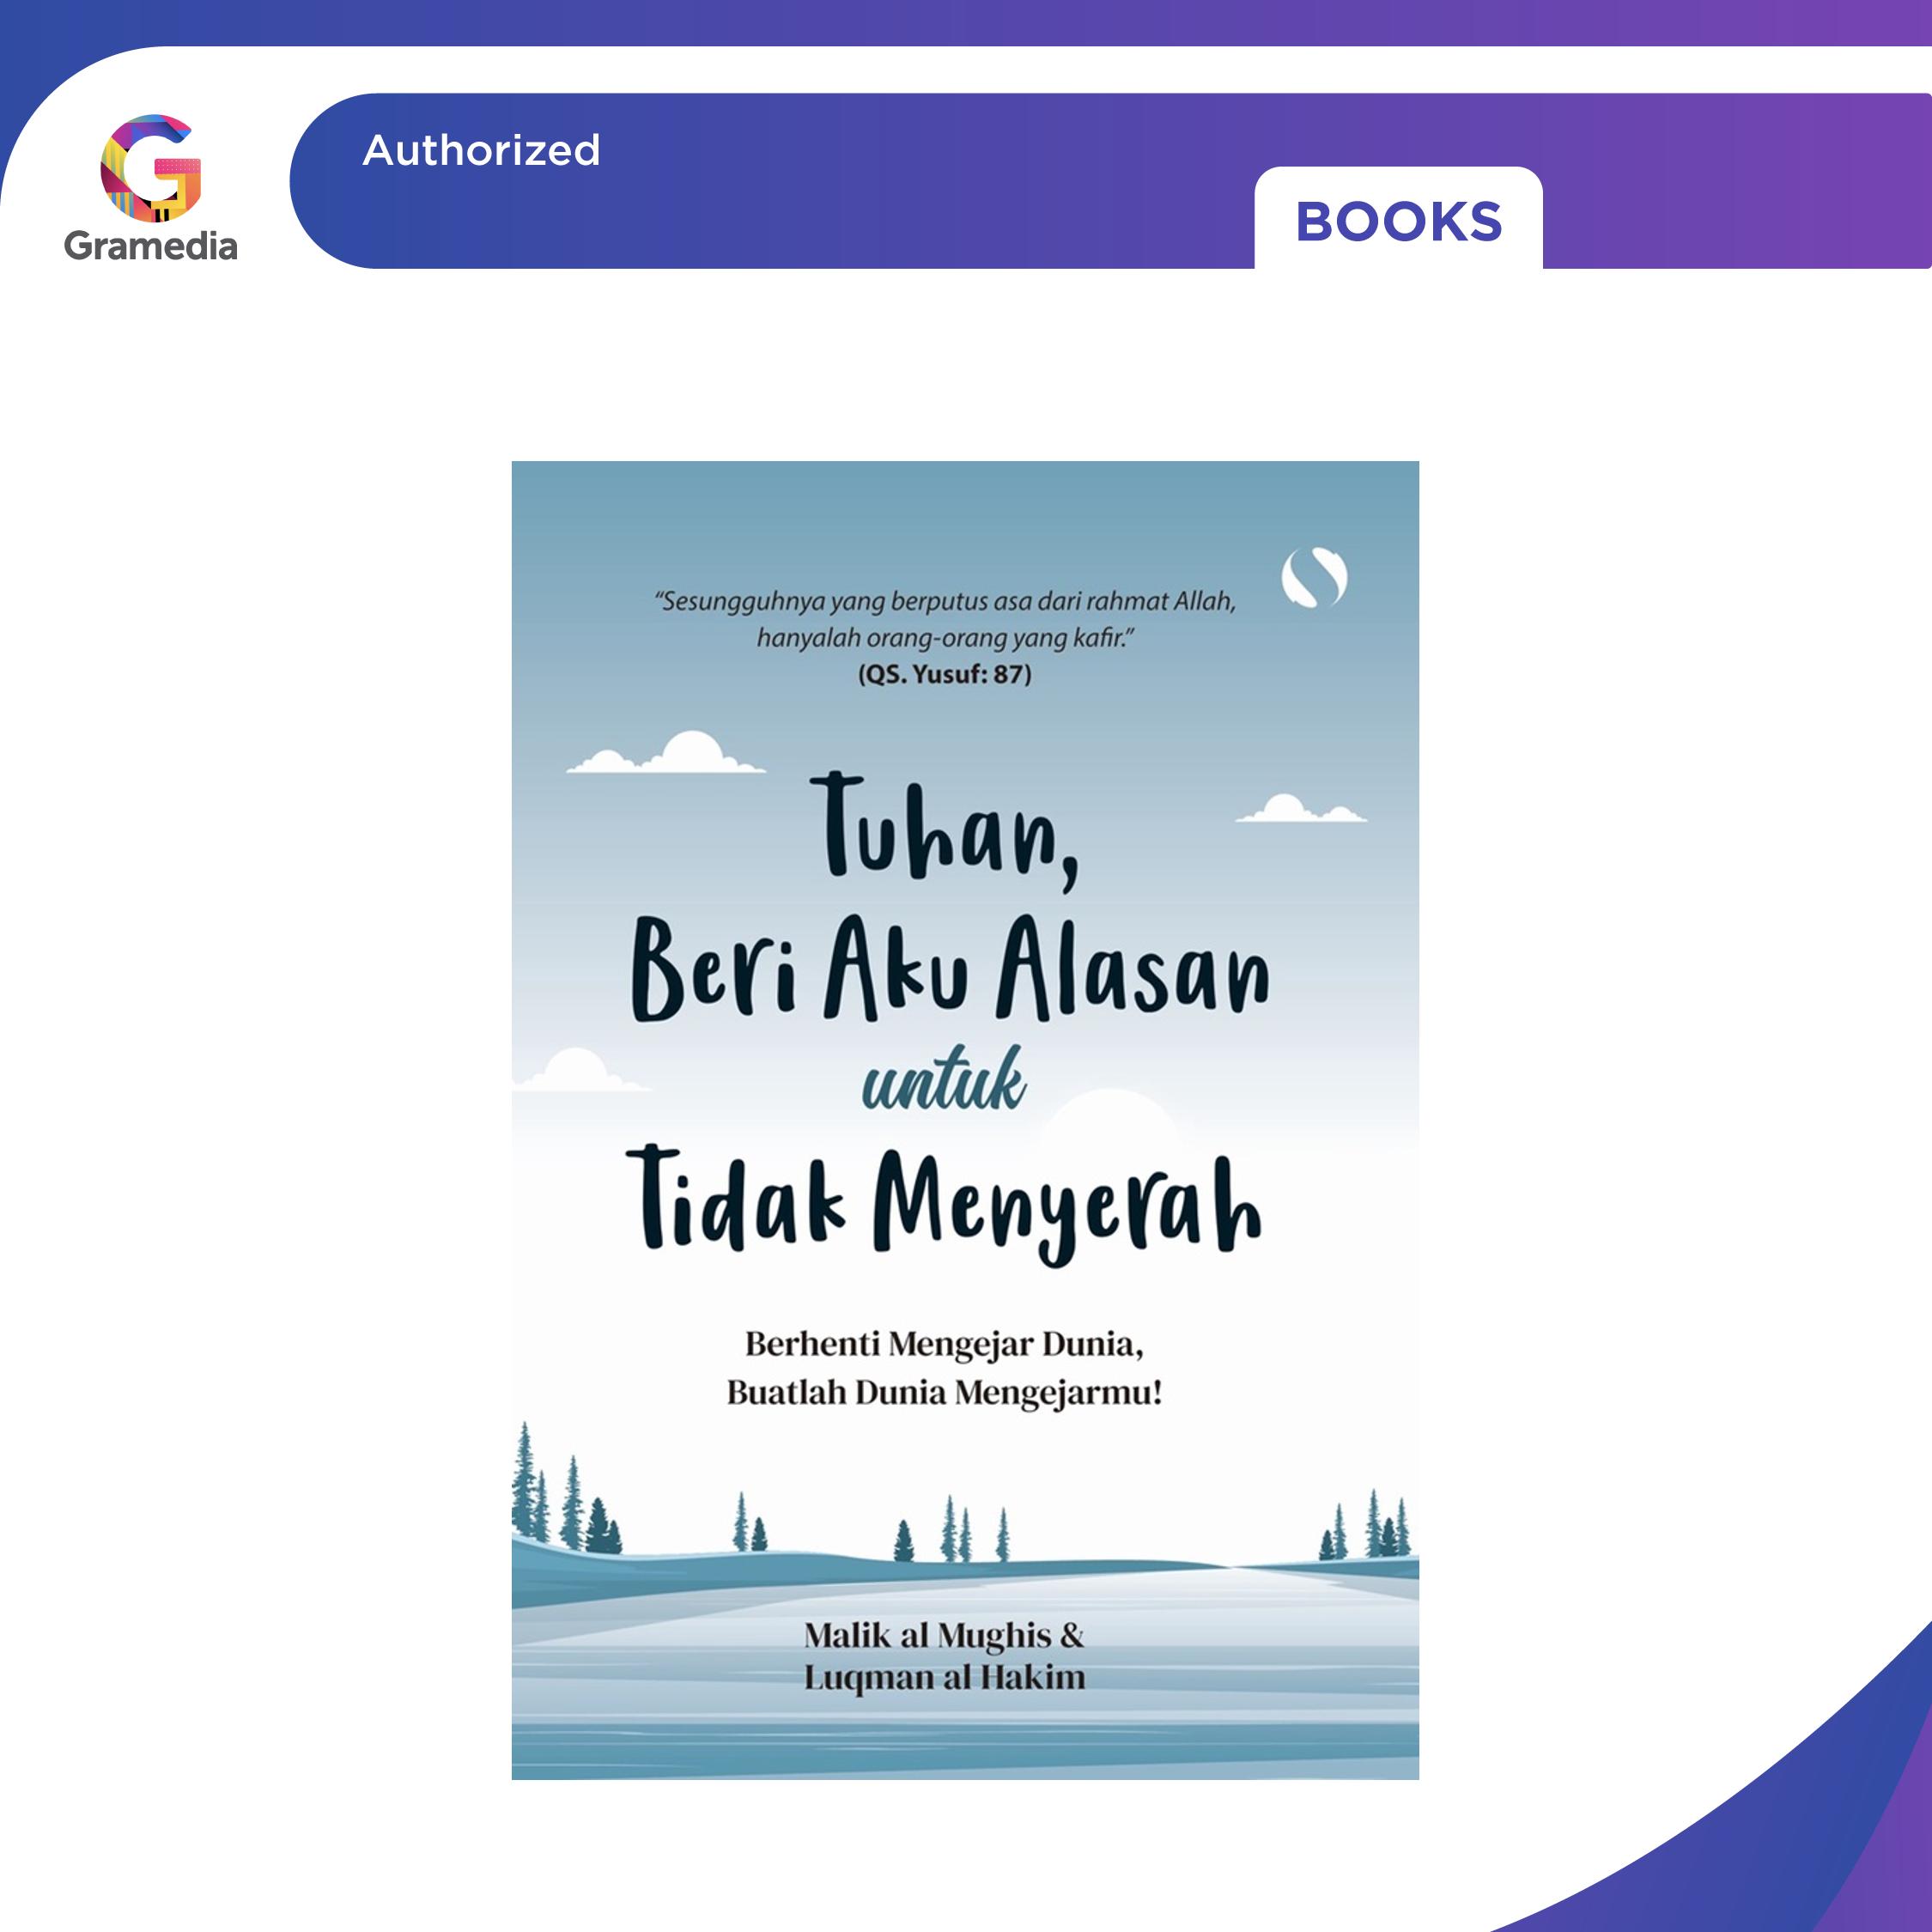 Gramedia
Authorized
BOOKS
“Sesungguhnya yang berputus asa dari rahmat Allah,
hanyalah orang-orang yang kafir.”
(QS. Yusuf: 87)
Tuhan,
Beri Aku Alasan
untuk
Tidak Menyerah
Berhenti Mengejar Dunia,
Buatlah Dunia Mengejarmu!
Malik al Mughis &
Luqman al Hakim